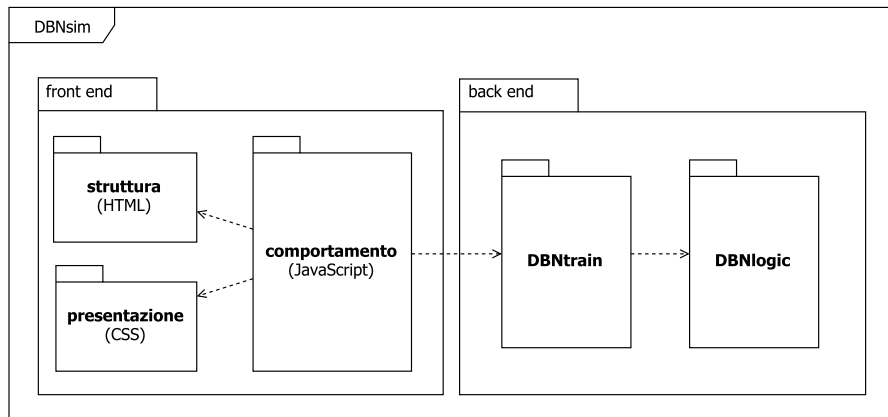 DBNsim
front end
back end
struttura
(HTML)
comportamento
(JavaScript)
presentazione
(CSS)
DBNtrain
DBNlogic